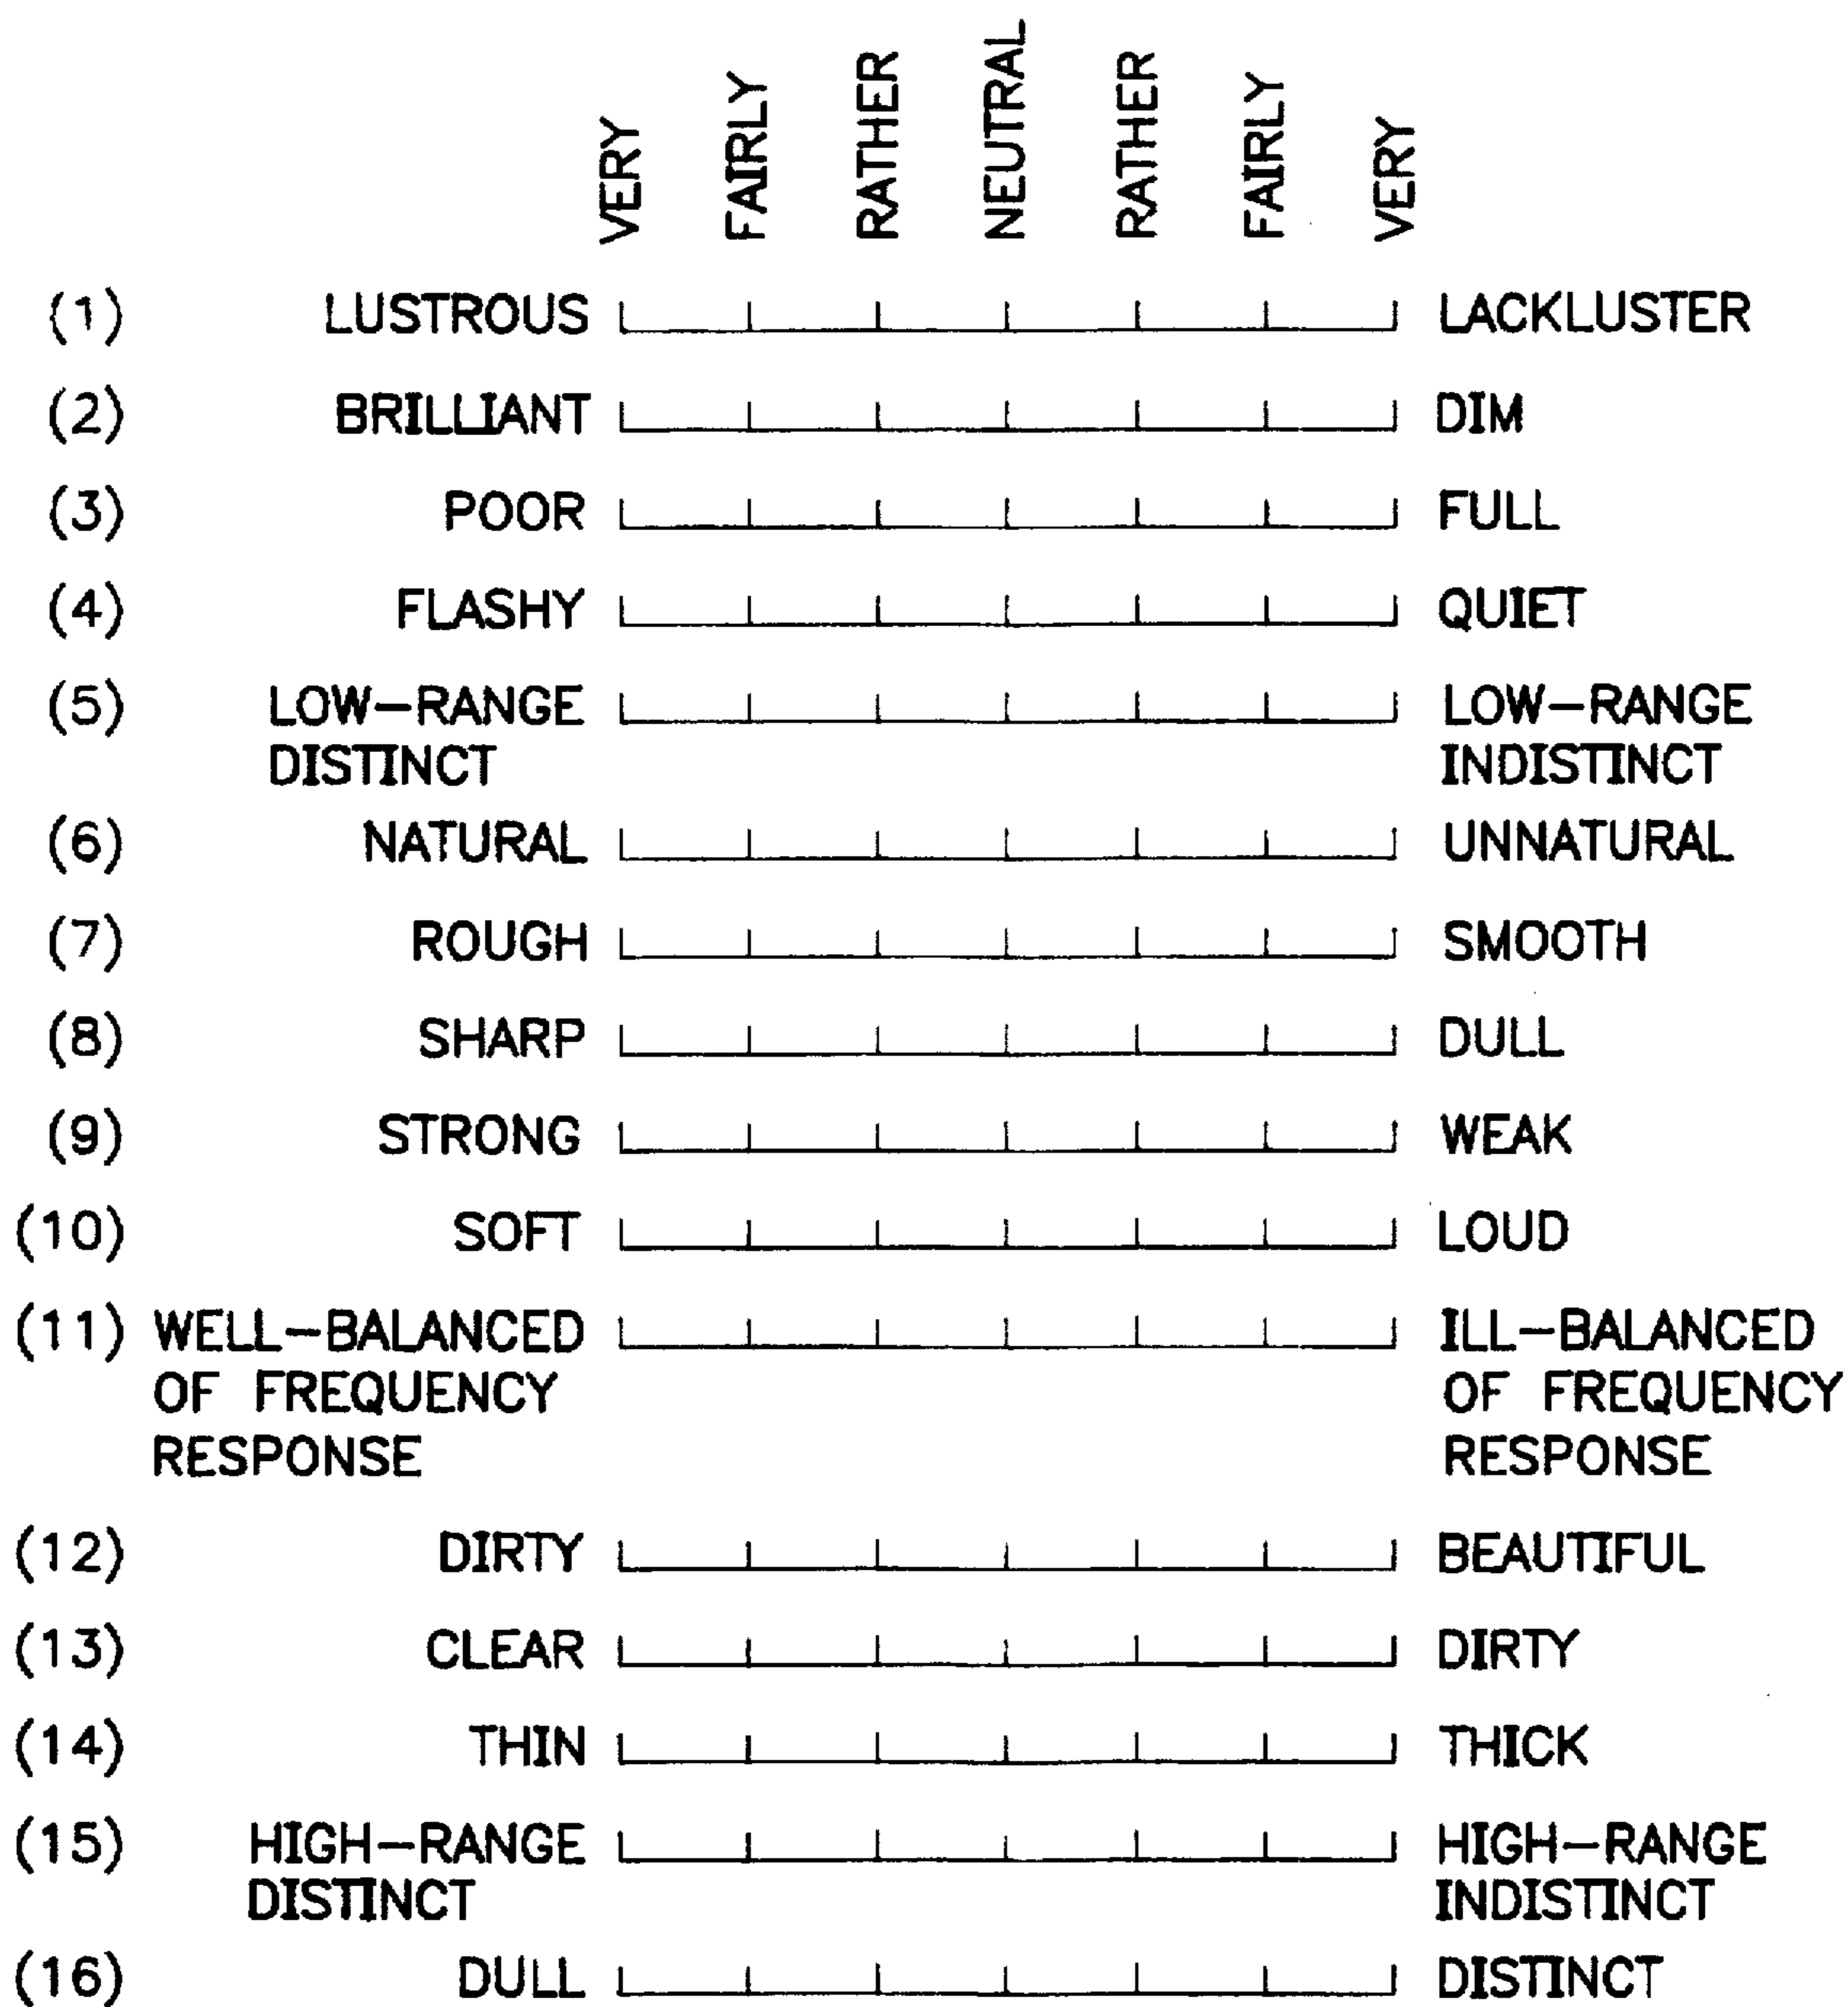 VERY FAIRLY RATHER NEUTRAL RATHER FAIRLY VERY
(1) LUSTROUS LACKLUSTER
(2) BRILLIANT DIM
(3) POOR FULL
(4) FLASHY QUIET
(5) LOW-RANGE LOW-RANGE
DISTINCT INDISTINCT
(6) NATURAL UNNATURAL
(7) ROUGH SMOOTH
(8) SHARP DULL
(9) STRONG WEAK
(10) SOFT LOUD
(11) WELL-BALANCED ILL-BALANCED
OF FREQUENCY OF FREQUENCY
RESPONSE RESPONSE
(12) DIRTY BEAUTIFUL
(13) CLEAR DIRTY
(14) THIN THICK
(15) HIGH-RANGE HIGH-RANGE
DISTINCT INDISTINCT
(16) DULL DISTINCT